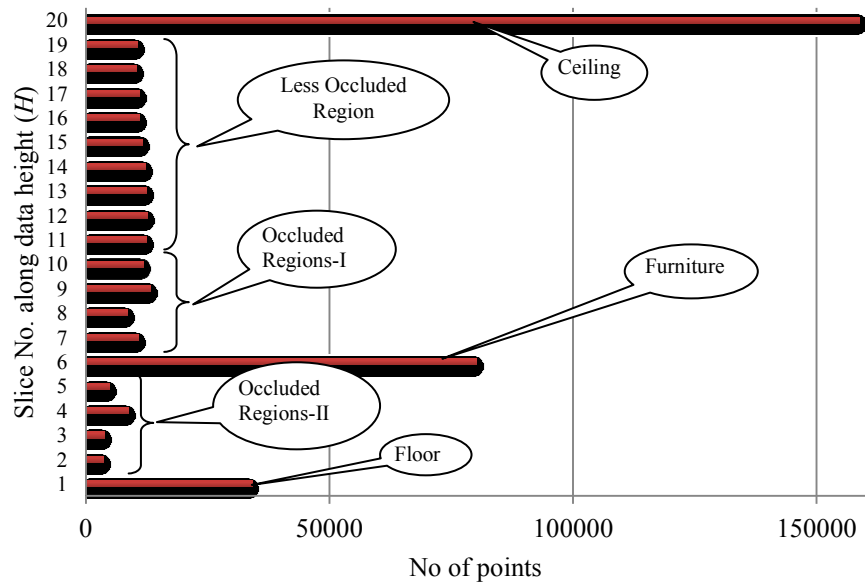 Slice No. along data height (H)
20
19
18
17
16
15
14
13
12
11
10
9
8
7
6
5
4
3
2
1
Ceiling
Less Occluded
Region
Occluded
Regions-I
Furniture
Occluded
Regions-II
Floor
0
50000
100000
150000
No of points